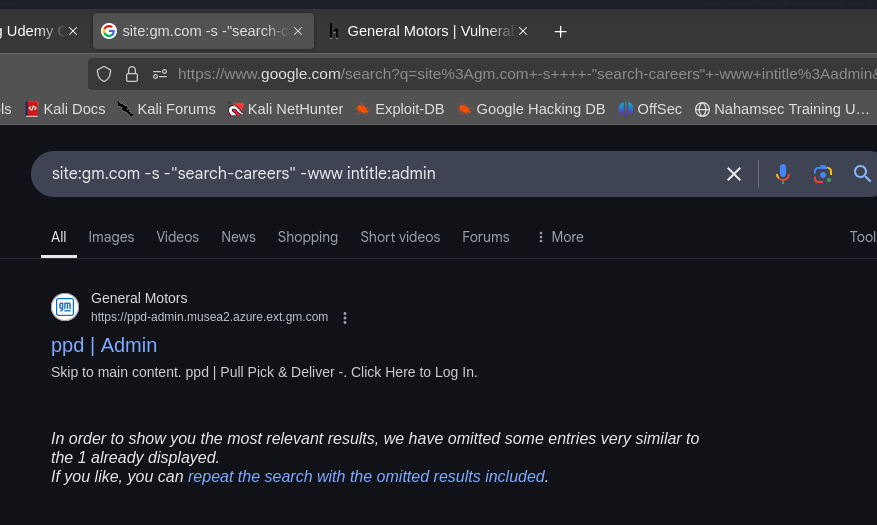 g Udemy C
site:gm.com -s -"search-c
General Motors | Vulneral
https://www.google.com/search?q=site%3Agm.com+-s++++-"search-careers"+-www+intitle%3Aadmin&
ls Kali Docs Kali Forums Kali NetHunter Exploit-DB Google Hacking DB OffSec Nahamsec Training U…
site:gm.com -s -"search-careers" -www intitle:admin
All Images Videos News Shopping Short videos Forums More Tool
General Motors
https://ppd-admin.musea2.azure.ext.gm.com
ppd | Admin
Skip to main content. ppd | Pull Pick & Deliver -. Click Here to Log In.
In order to show you the most relevant results, we have omitted some entries very similar to
the 1 already displayed.
If you like, you can repeat the search with the omitted results included.